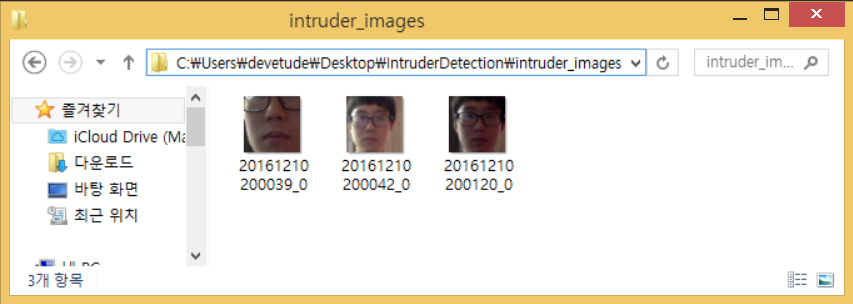 intruder_images
C:₩Users₩devetude₩Desktop₩IntruderDetection₩intruder_images
intruder_im...
즐겨찾기
iCloud Drive (Ma
다운로드
바탕 화면
최근 위치
20161210
200039_0
20161210
200042_0
20161210
200120_0
3개 항목